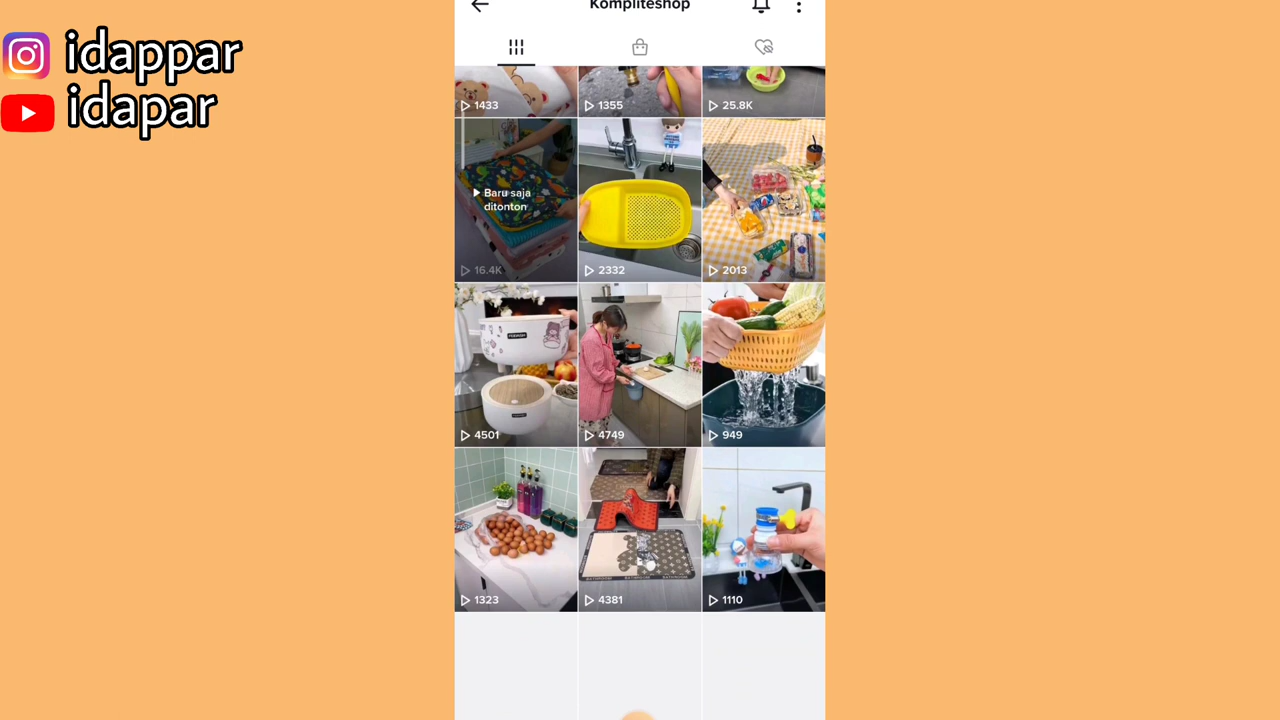 idappar
idapar
Kompliteshop
1433
1355
25.8K
Baru saja
ditonton
16.4K
2332
2013
4501
4749
949
1323
4381
1110